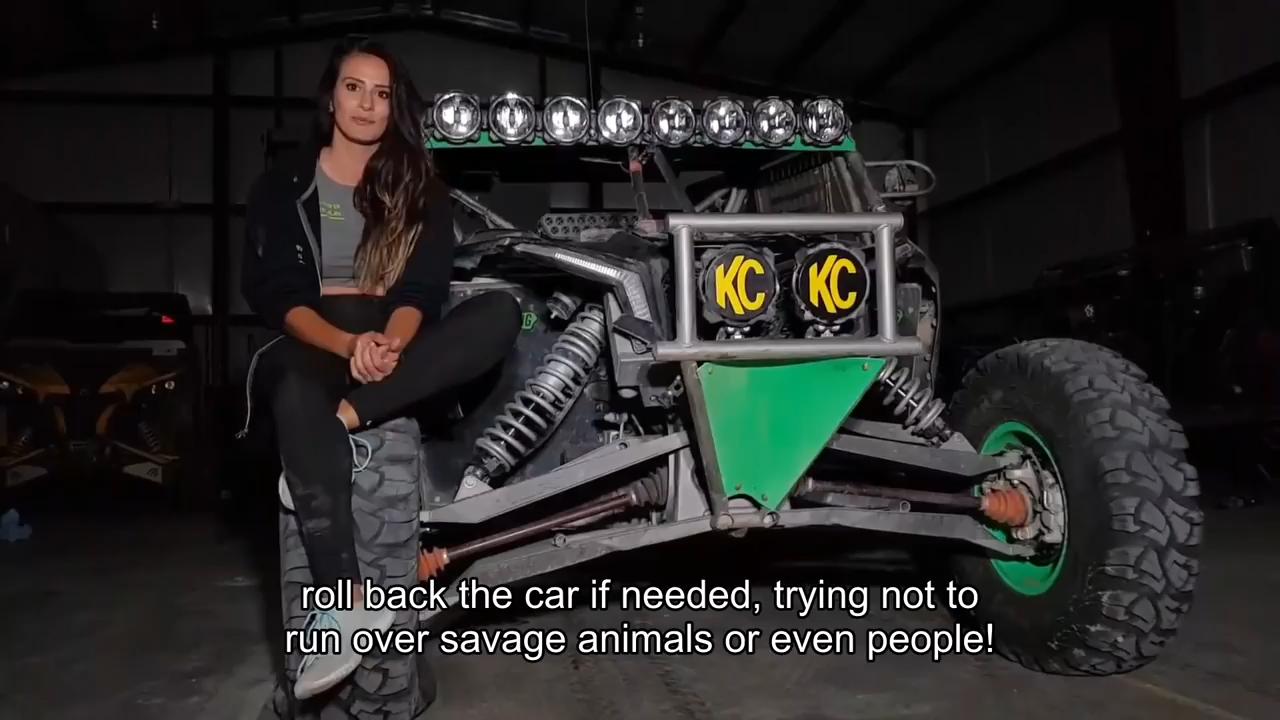 KC KC
roll back the car if needed, trying not to
run over savage animals or even people!